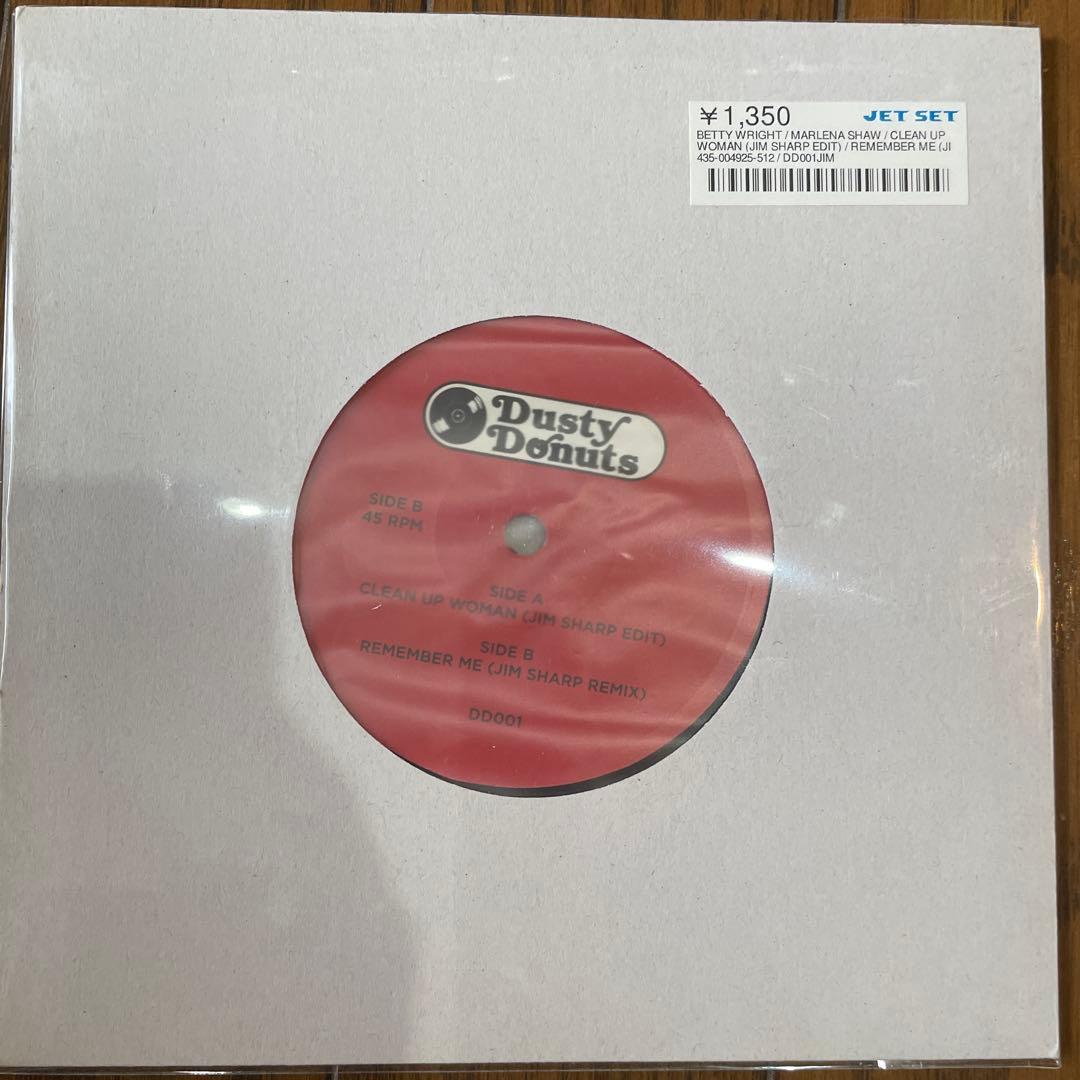 ¥1,350 JET SET
BETTY WRIGHT / MARLENA SHAW / CLEAN UP
WOMAN (JIM SHARP EDIT) / REMEMBER ME (JI
435-004925-512 / DD001JIM
Dusty
Donuts
SIDE B
45 RPM
SIDE A
CLEAN UP WOMAN (JIM SHARP EDIT)
SIDE B
REMEMBER ME (JIM SHARP REMIX)
DD001